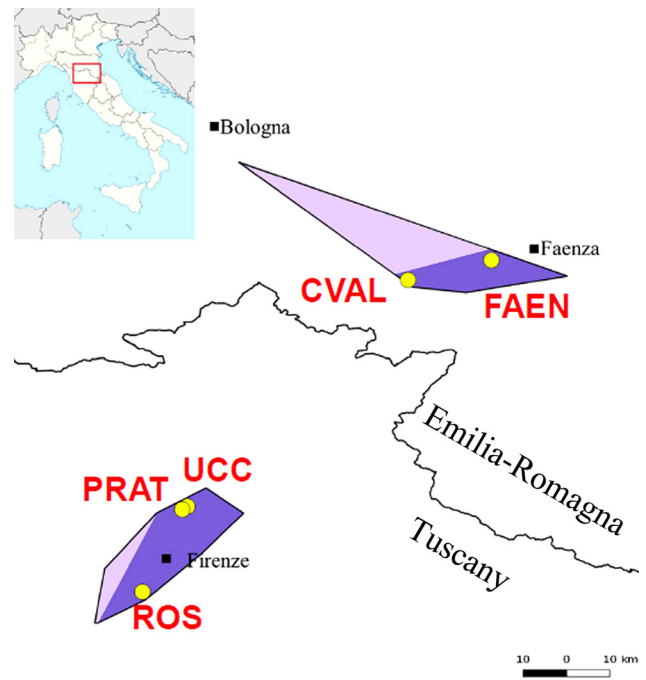 Bologna
Faenza
CVAL
FAEN
Emilia-Romagna
Tuscany
UCC
PRAT
Firenze
ROS
10 0 10 km